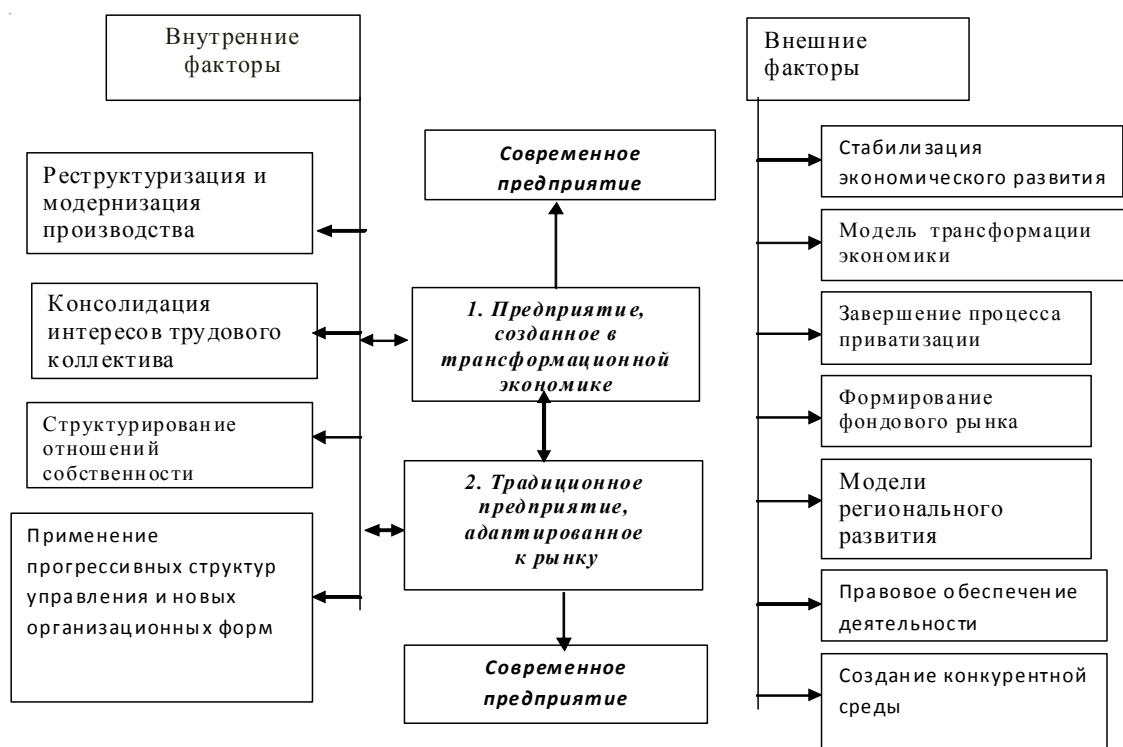 Внутренние
факторы
Реструктуризация и
модернизация
производства
Консолидация
интересов трудового
коллектива
Структурирование
отношений
собственности
Применение
прогрессивных структур
управления и новых
организационных форм
Современное
предприятие
1. Предприятие,
созданное в
трансформационной
экономике
2. Традиционное
предприятие,
адаптированное
к рынку
Современное
предприятие
Внешние
факторы
Стабилизация
экономического развития
Модель трансформации
экономики
Завершение процесса
приватизации
Формирование
фондового рынка
Модели
регионального
развития
Правовое обеспечение
деятельности
Создание конкурентной
среды